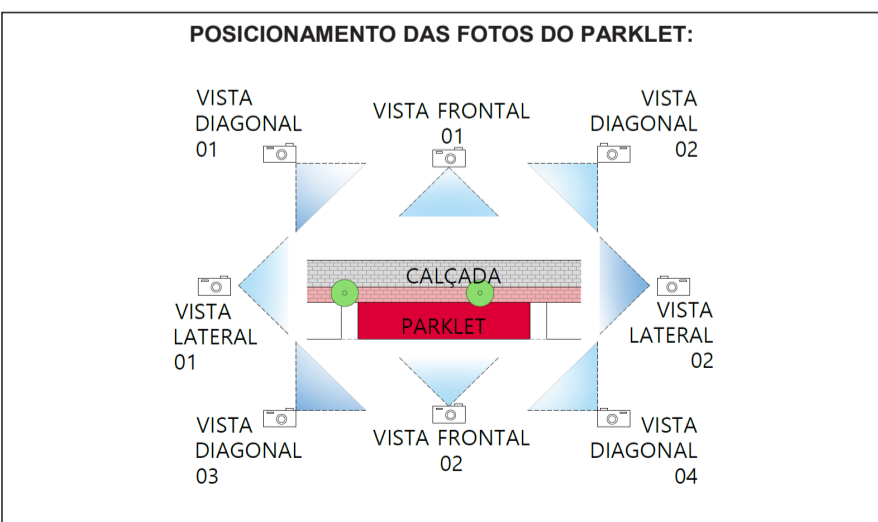 POSICIONAMENTO DAS FOTOS DO PARKLET:
VISTA
DIAGONAL
01
VISTA FRONTAL
01
VISTA
DIAGONAL
02
VISTA
LATERAL
01
CALÇADA
PARKLET
VISTA
LATERAL
02
VISTA
DIAGONAL
03
VISTA FRONTAL
02
VISTA
DIAGONAL
04